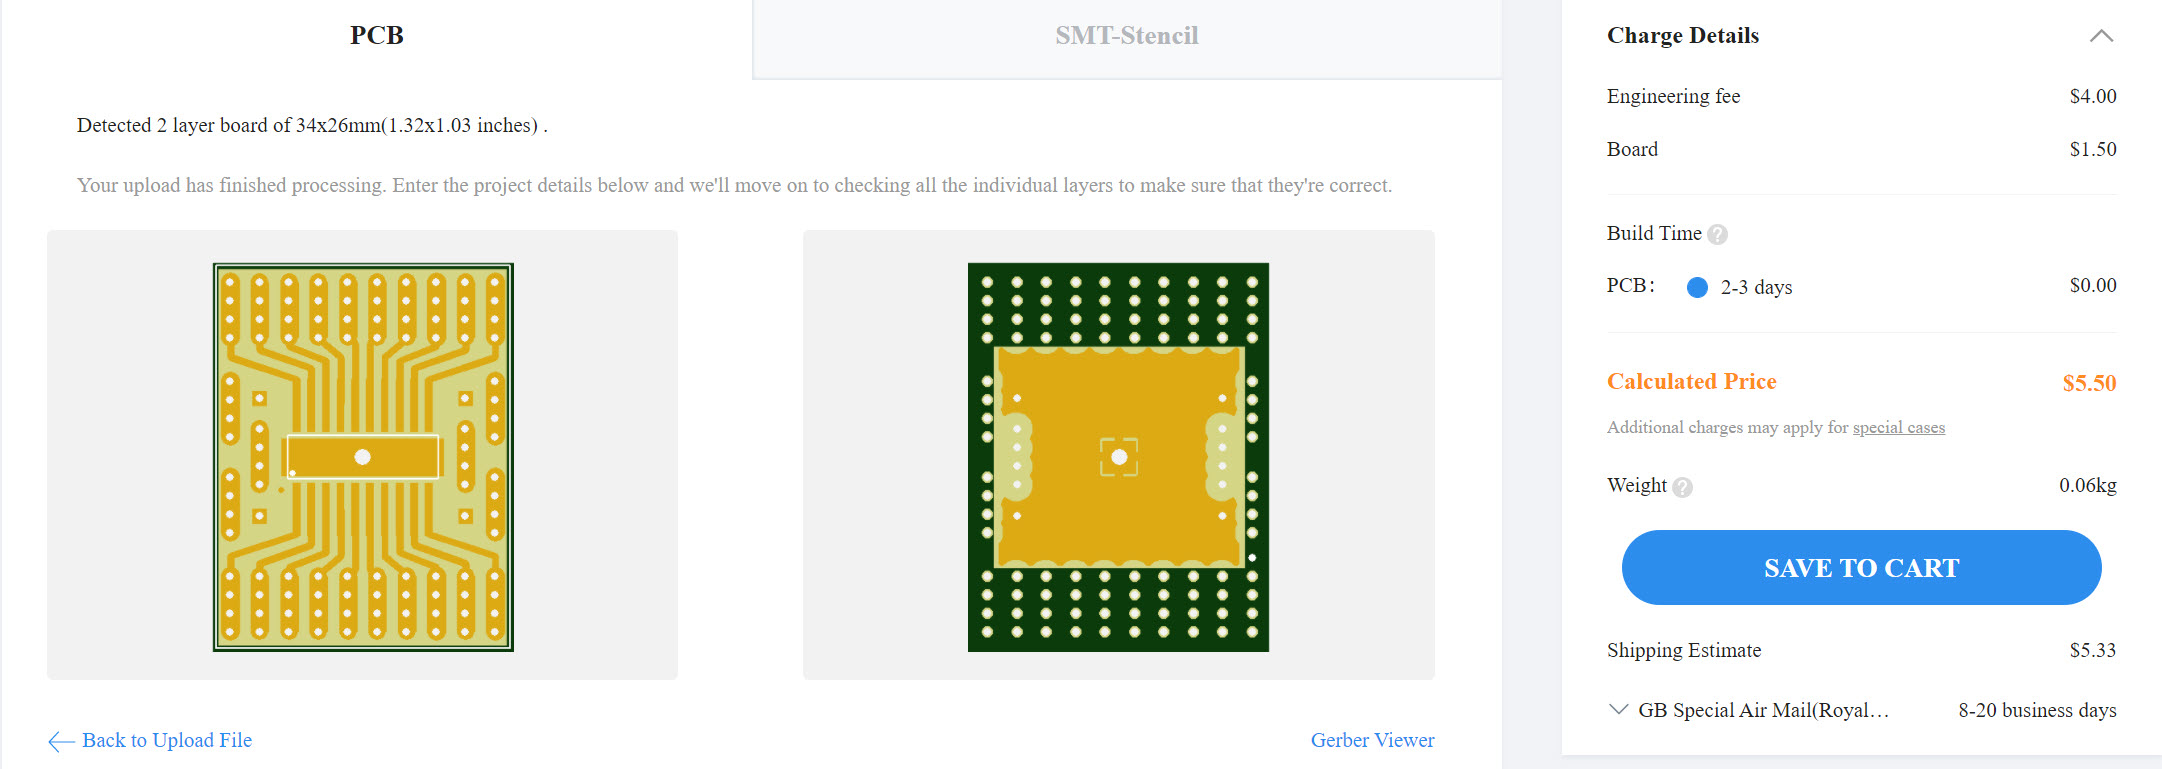 PCB
SMT-Stencil
Detected 2 layer board of 34x26mm(1.32x1.03 inches) .
Your upload has finished processing. Enter the project details below and we'll move on to checking all the individual layers to make sure that they're correct.
Back to Upload File
Gerber Viewer
Charge Details
Engineering fee $4.00
Board $1.50
Build Time ?
PCB: 2-3 days $0.00
Calculated Price $5.50
Additional charges may apply for special cases
Weight ? 0.06kg
SAVE TO CART
Shipping Estimate $5.33
GB Special Air Mail(Royal... 8-20 business days